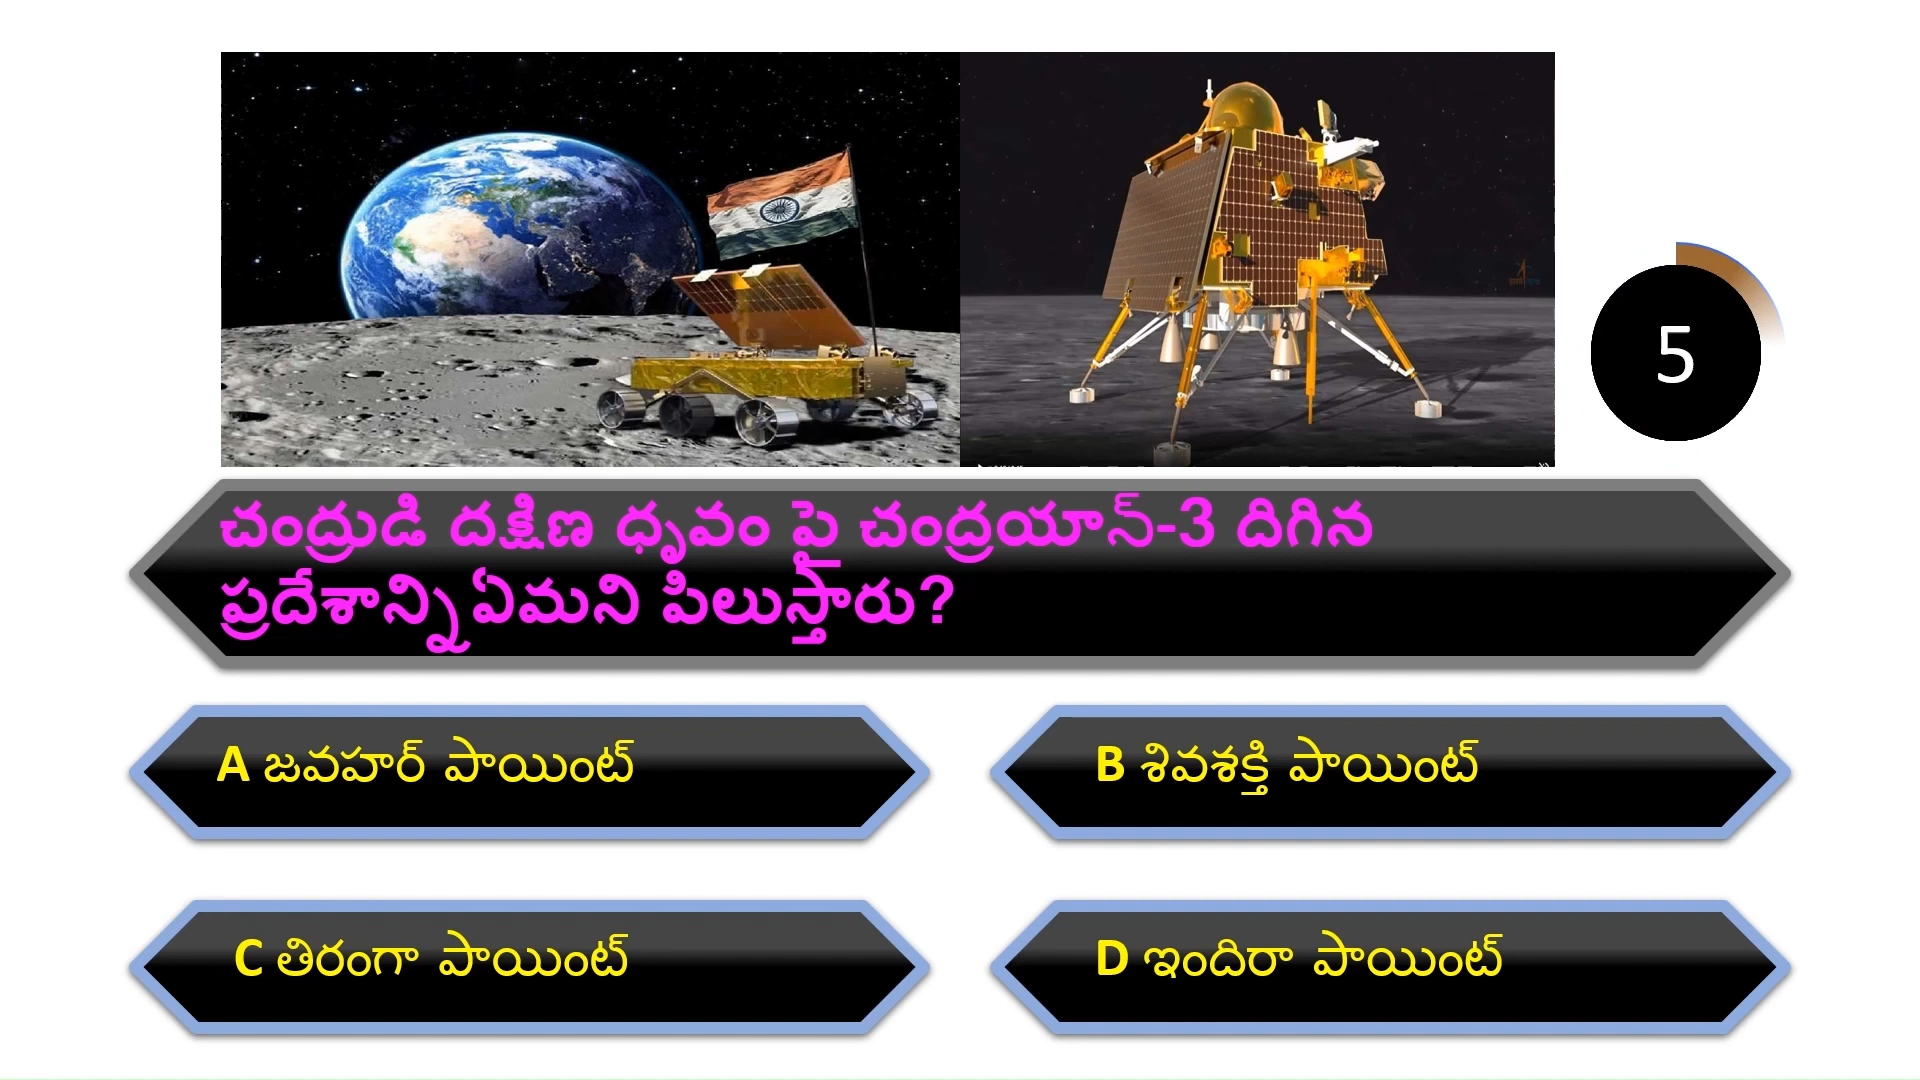 5
చంద్రుడి దక్షిణ ధృవం పై చంద్రయాన్-3 దిగిన
ప్రదేశాన్ని ఏమని పిలుస్తారు?
A జవహర్ పాయింట్
B శివశక్తి పాయింట్
C తిరంగా పాయింట్
D ఇందిరా పాయింట్